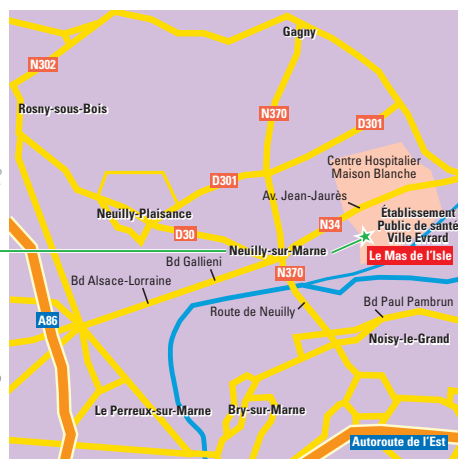 Gagny
N302
Rosny-sous-Bois
N370
D301
Centre Hospitalier
Maison Blanche
D301
Av. Jean-Jaurès
Neuilly-Plaisance
Établissement
Public de santé
Ville Evrard
N34
D30
Neuilly-sur-Marne
Le Mas de l'Isle
Bd Gallieni
N370
Bd Alsace-Lorraine
Route de Neuilly
Bd Paul Pambrun
A86
Noisy-le-Grand
Le Perreux-sur-Marne
Bry-sur-Marne
Autoroute de l'Est